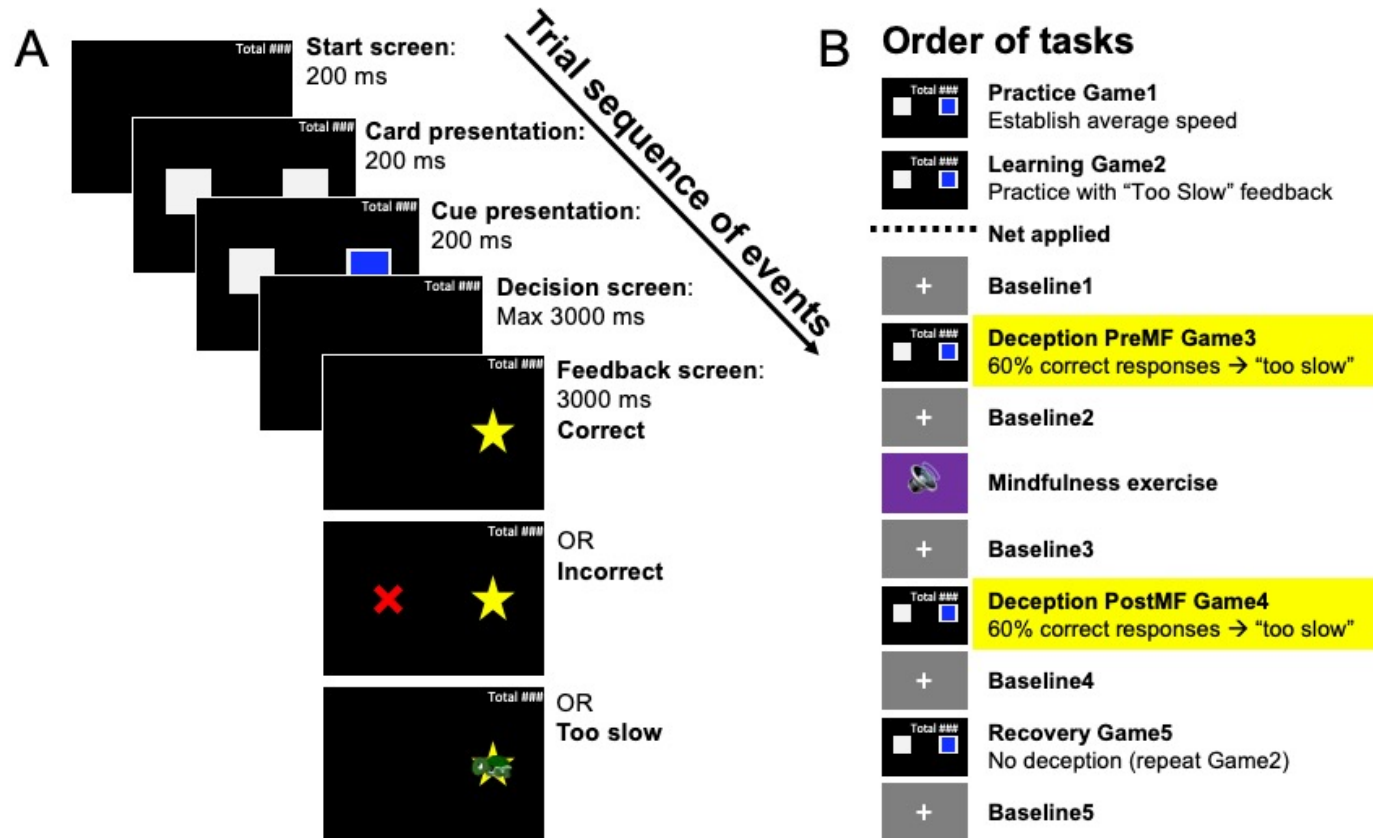 A
Total ###
Start screen:
200 ms
Total ###
Card presentation:
200 ms
Total ###
Cue presentation:
200 ms
Total ###
Decision screen:
Max 3000 ms
Total ###
Feedback screen:
3000 ms
Correct
Total ###
OR
Incorrect
Total ###
OR
Too slow
Trial sequence of events
B
Order of tasks
Total ###
Practice Game1
Establish average speed
Total ###
Learning Game2
Practice with “Too Slow” feedback
Net applied
Baseline1
Total ###
Deception PreMF Game3
60% correct responses → “too slow”
Baseline2
Mindfulness exercise
Baseline3
Total ###
Deception PostMF Game4
60% correct responses → “too slow”
Baseline4
Total ###
Recovery Game5
No deception (repeat Game2)
Baseline5